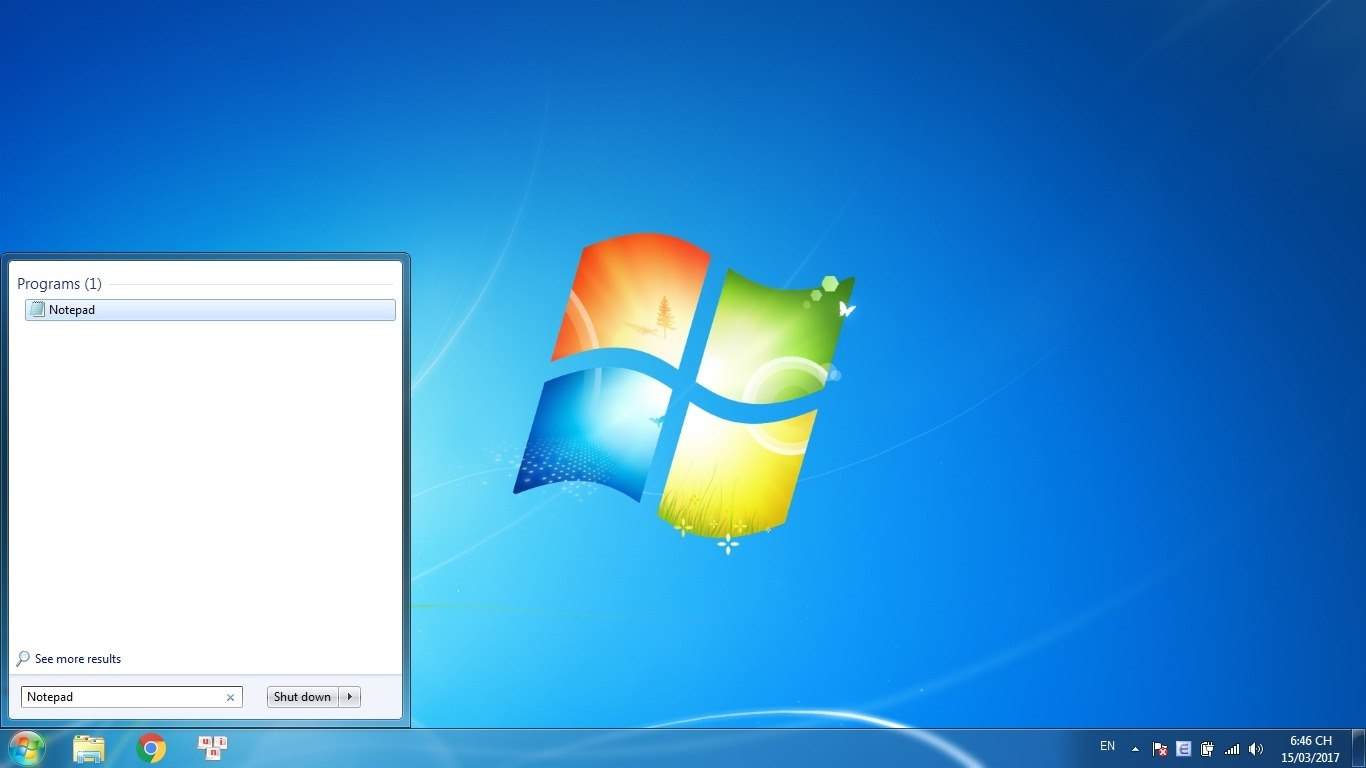 Programs (1)
Notepad
See more results
Notepad
Shut down
u n i
EN
6:46 CH
15/03/2017